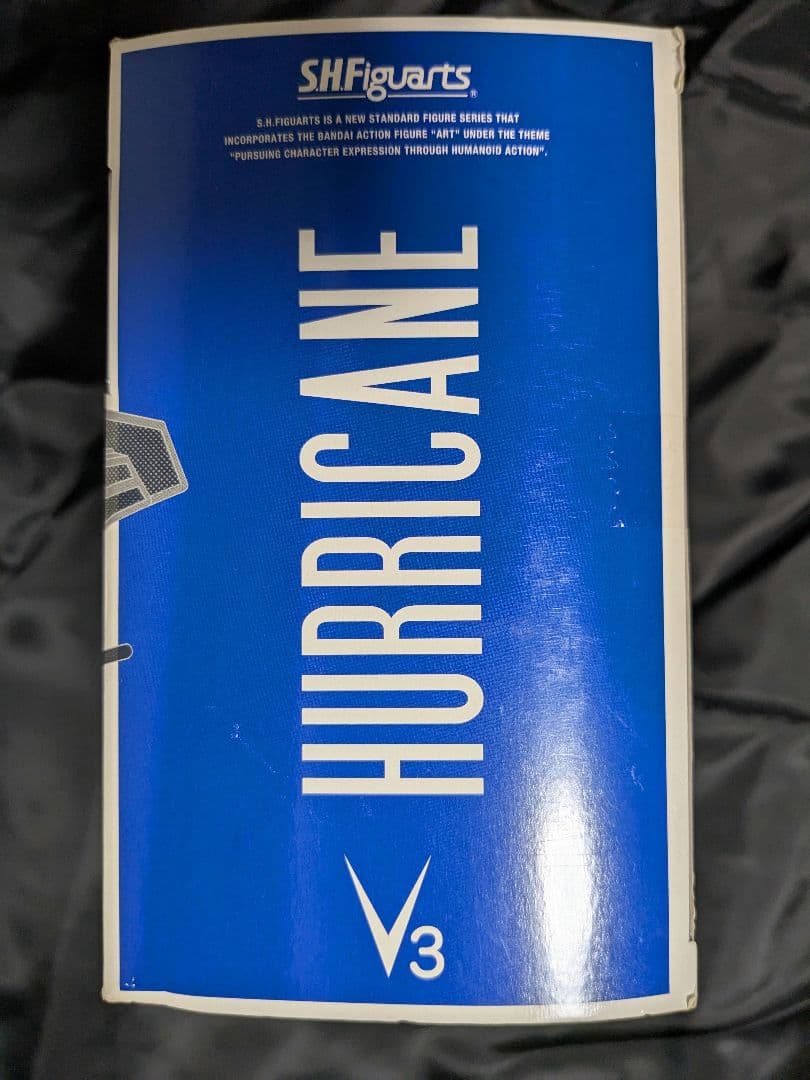 S.H.Figuarts®
S.H.FIGUARTS IS A NEW STANDARD FIGURE SERIES THAT
INCORPORATES THE BANDAI ACTION FIGURE "ART" UNDER THE THEME
"PURSUING CHARACTER EXPRESSION THROUGH HUMANOID ACTION".
HURRICANE
V3